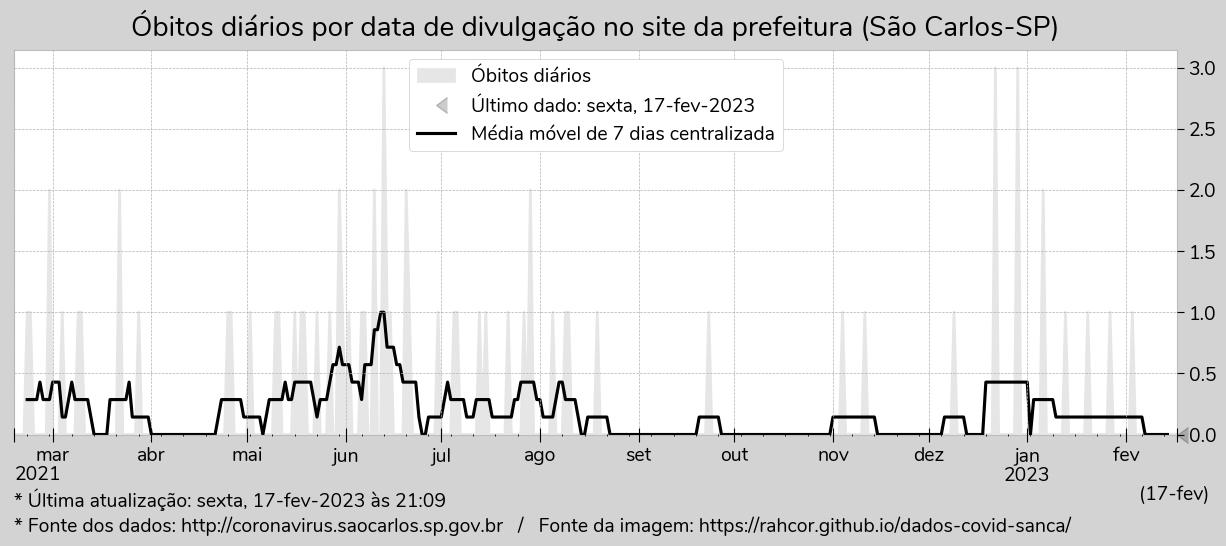 Óbitos diários por data de divulgação no site da prefeitura (São Carlos-SP)
Óbitos diários
Último dado: sexta, 17-fev-2023
Média móvel de 7 dias centralizada
3.0
2.5
2.0
1.5
1.0
0.5
0.0
mar abr mai jun jul ago set out nov dez jan fev
2021 2023
(17-fev)
* Última atualização: sexta, 17-fev-2023 às 21:09
* Fonte dos dados: http://coronavirus.saocarlos.sp.gov.br / Fonte da imagem: https://rahcor.github.io/dados-covid-sanca/